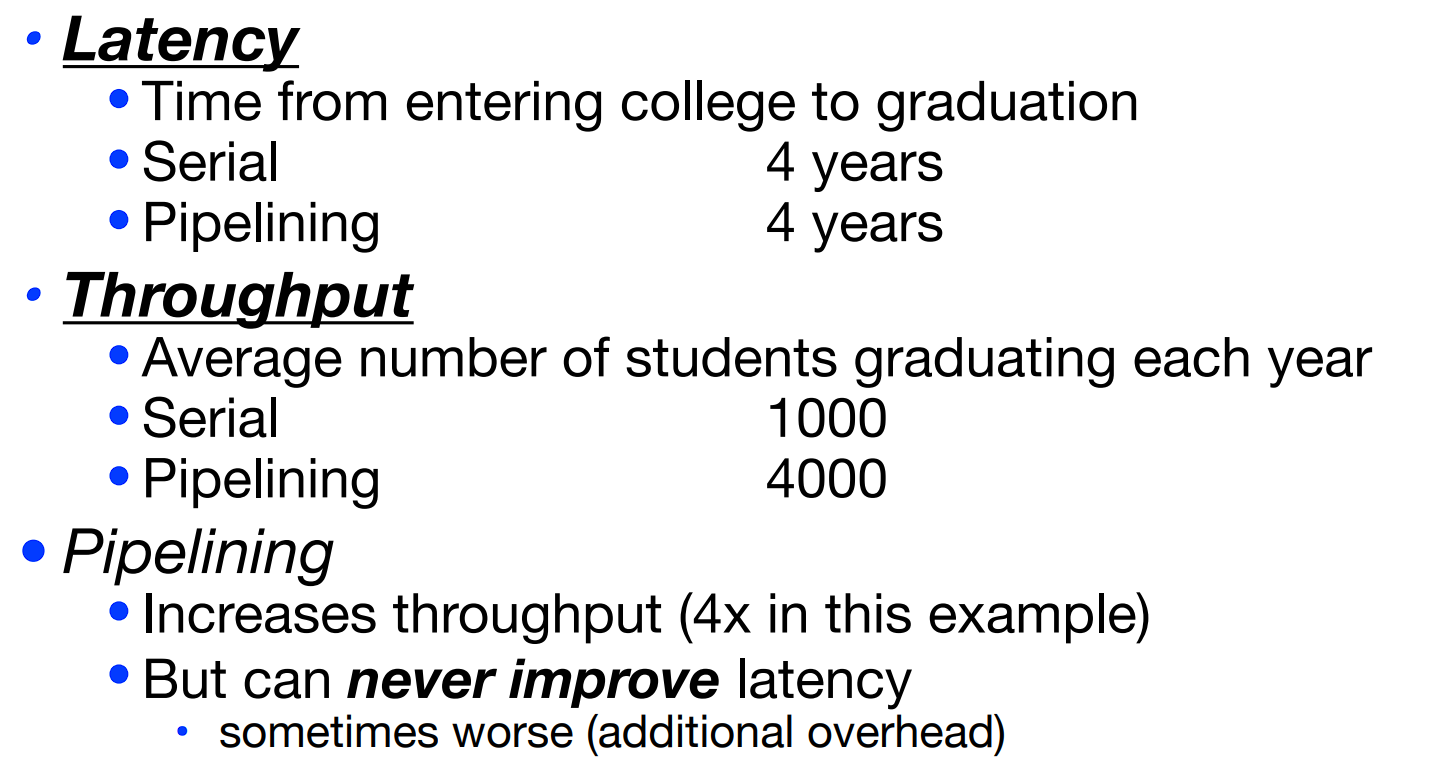 • Latency
• Time from entering college to graduation
• Serial 4 years
• Pipelining 4 years
• Throughput
• Average number of students graduating each year
• Serial 1000
• Pipelining 4000
• Pipelining
• Increases throughput (4x in this example)
• But can never improve latency
• sometimes worse (additional overhead)